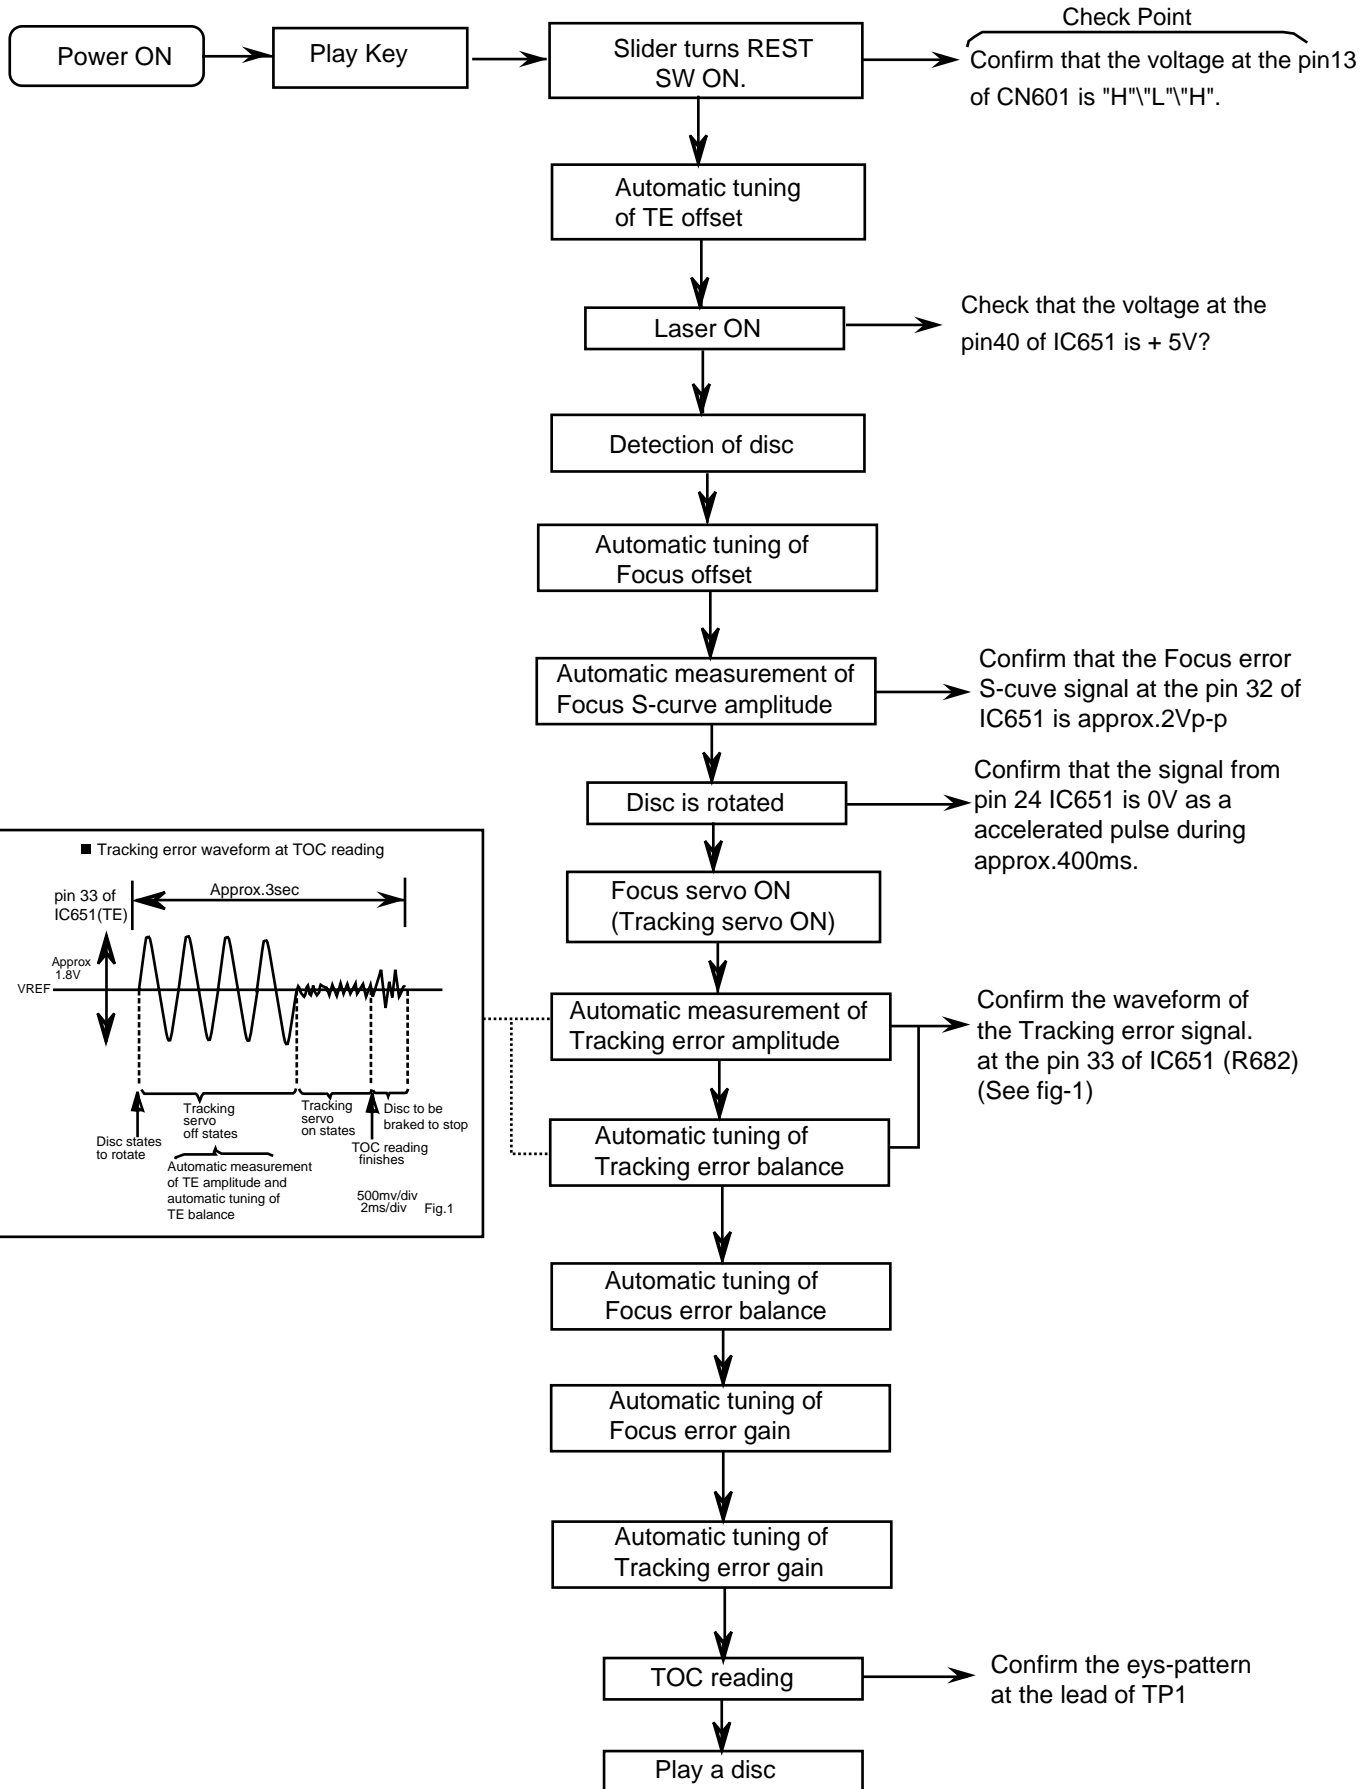 Check Point
Power ON
Play Key
Slider turns REST
SW ON.
Confirm that the voltage at the pin13
of CN601 is "H"\"L"\"H".
Automatic tuning
of TE offset
Laser ON
Check that the voltage at the
pin40 of IC651 is + 5V?
Detection of disc
Automatic tuning of
Focus offset
Automatic measurement of
Focus S-curve amplitude
Confirm that the Focus error
S-cuve signal at the pin 32 of
IC651 is approx.2Vp-p
Disc is rotated
Confirm that the signal from
pin 24 IC651 is 0V as a
accelerated pulse during
approx.400ms.
Focus servo ON
(Tracking servo ON)
■ Tracking error waveform at TOC reading
pin 33 of
IC651(TE)
Approx.3sec
Approx
1.8V
VREF
Disc states
to rotate
Tracking
servo
off states
Tracking
servo
on states
Disc to be
braked to stop
TOC reading
finishes
Automatic measurement
of TE amplitude and
automatic tuning of
TE balance
500mv/div
2ms/div
Fig.1
Automatic measurement of
Tracking error amplitude
Confirm the waveform of
the Tracking error signal.
at the pin 33 of IC651 (R682)
(See fig-1)
Automatic tuning of
Tracking error balance
Automatic tuning of
Focus error balance
Automatic tuning of
Focus error gain
Automatic tuning of
Tracking error gain
TOC reading
Confirm the eys-pattern
at the lead of TP1
Play a disc